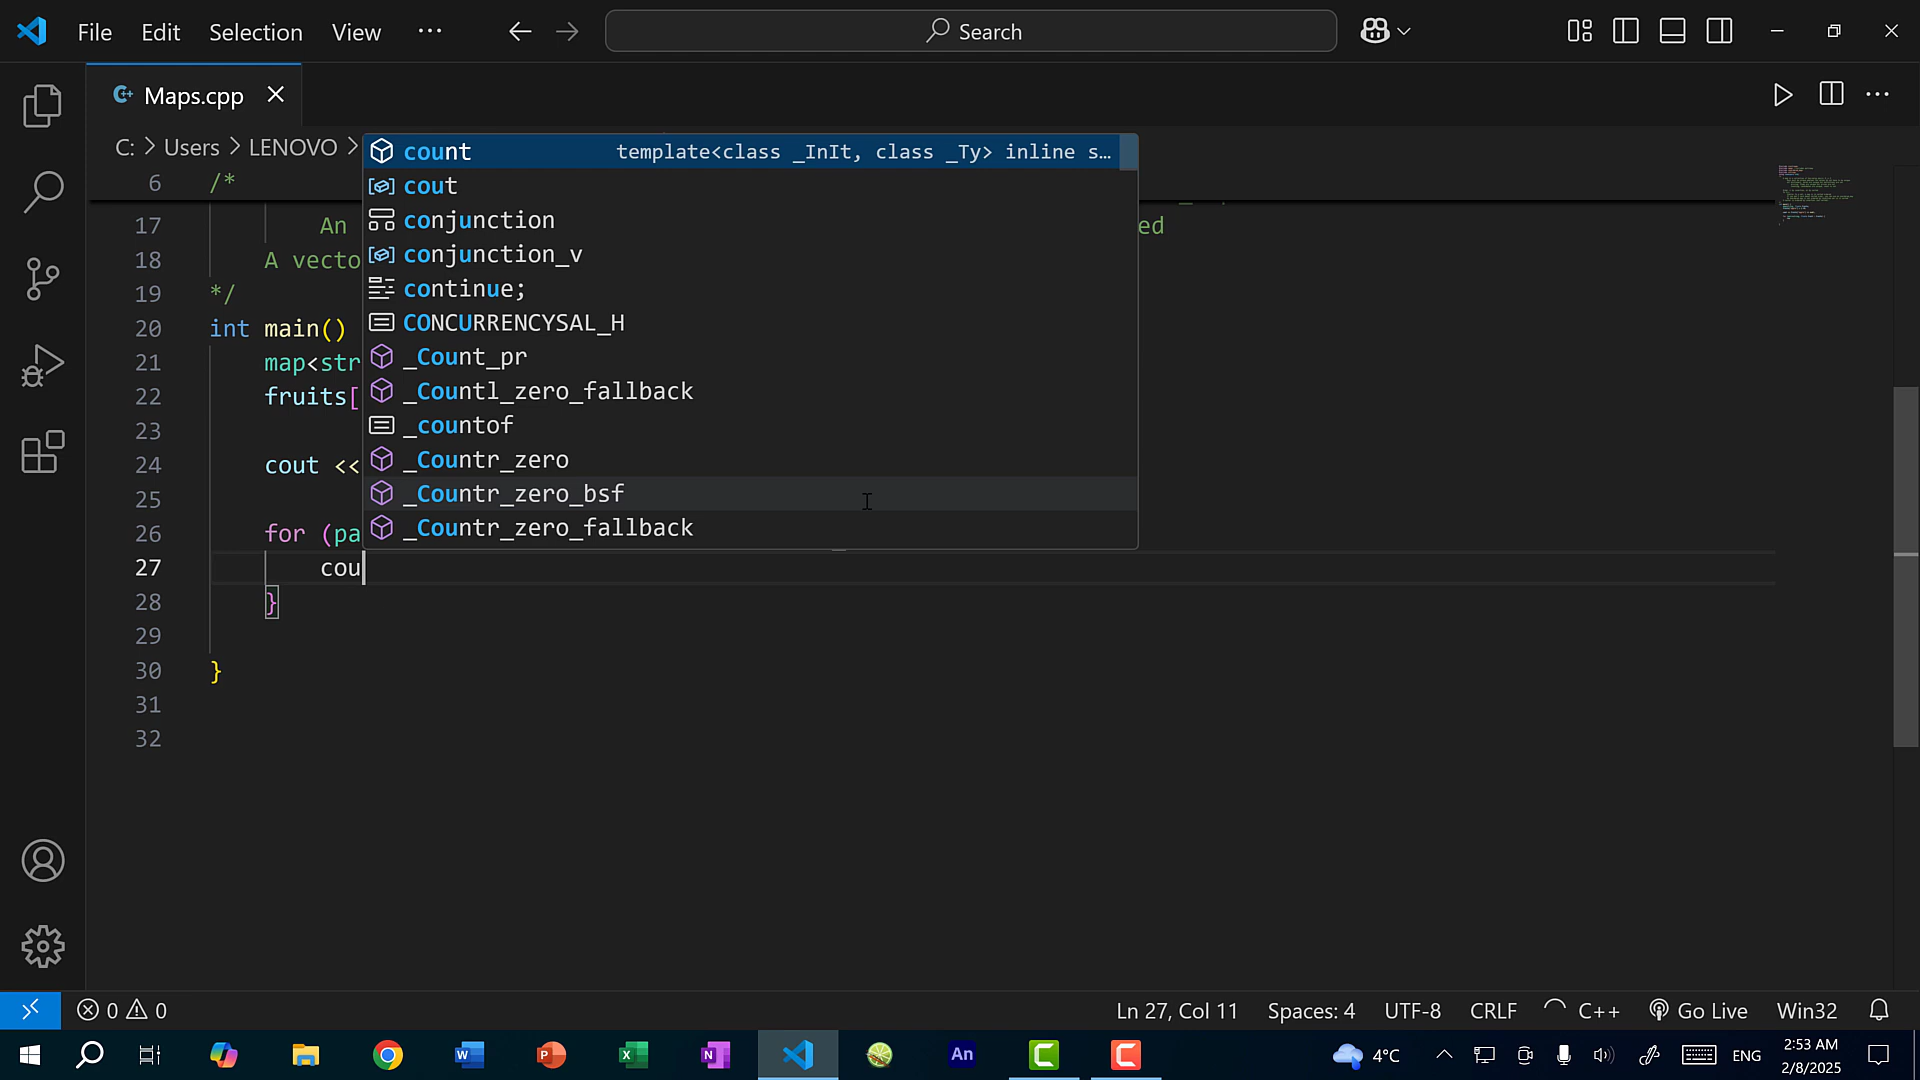 File Edit Selection View ··· Search
Maps.cpp
C: > Users > LENOVO >
6 /*
17 An ed
18 A vecto
19 */
20 int main()
21 map<str
22 fruits[
23
24 cout <<
25
26 for (pa
27 cou
28 }
29
30 }
31
32
count template<class _InIt, class _Ty> inline s…
cout
conjunction
conjunction_v
continue;
CONCURRENCYSAL_H
_Count_pr
_Countl_zero_fallback
_countof
_Countr_zero
_Countr_zero_bsf
_Countr_zero_fallback
0 0 Ln 27, Col 11 Spaces: 4 UTF-8 CRLF C++ Go Live Win32
4°C ENG 2:53 AM
2/8/2025